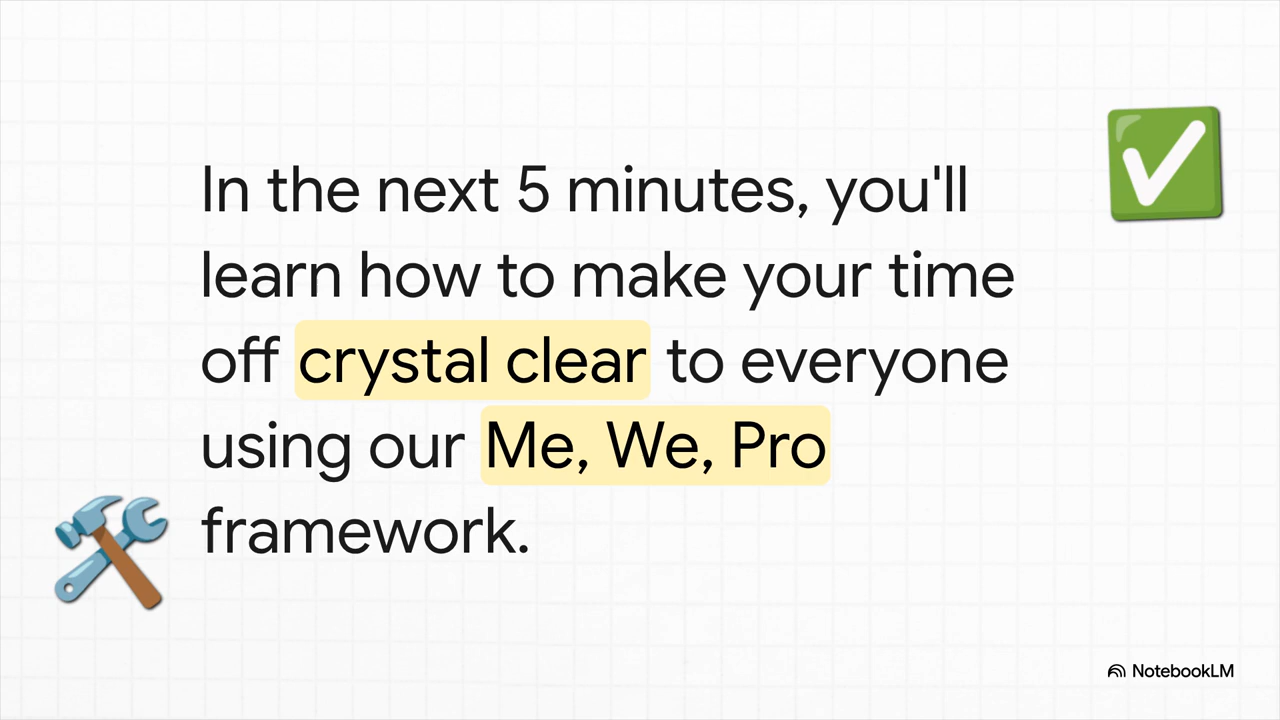 In the next 5 minutes, you'll
learn how to make your time
off crystal clear to everyone
using our Me, We, Pro
framework.
NotebookLM